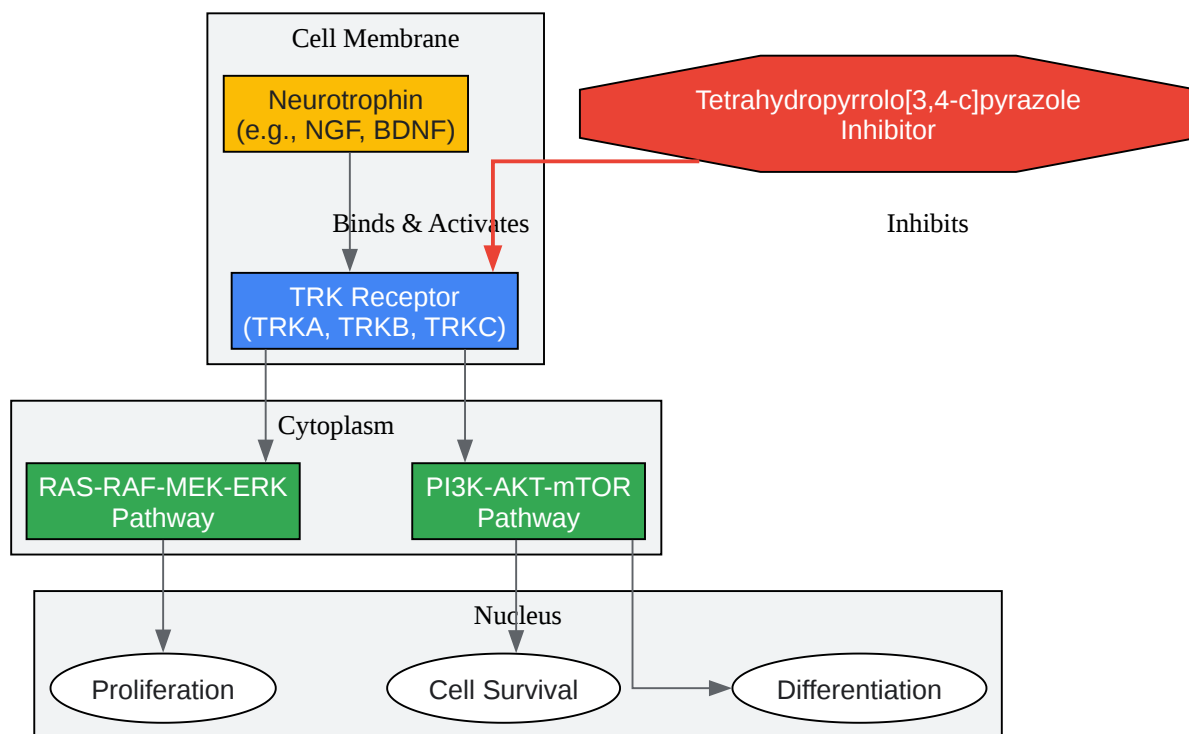 Cell Membrane
Neurotrophin
(e.g., NGF, BDNF)
Tetrahydropyrrolo[3,4-c]pyrazole
Inhibitor
Binds & Activates
Inhibits
TRK Receptor
(TRKA, TRKB, TRKC)
Cytoplasm
RAS-RAF-MEK-ERK
Pathway
PI3K-AKT-mTOR
Pathway
Nucleus
Proliferation
Cell Survival
Differentiation